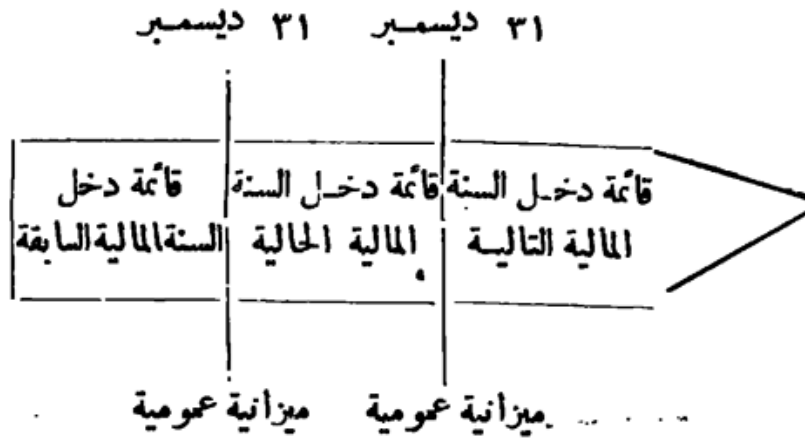 ٣١ ديسمبر ٣١ ديسمبر
قائمة دخل السنة قائمة دخل السنة قائمة دخل
المالية التالية المالية الحالية السنة المالية السابقة
ميزانية عمومية ميزانية عمومية